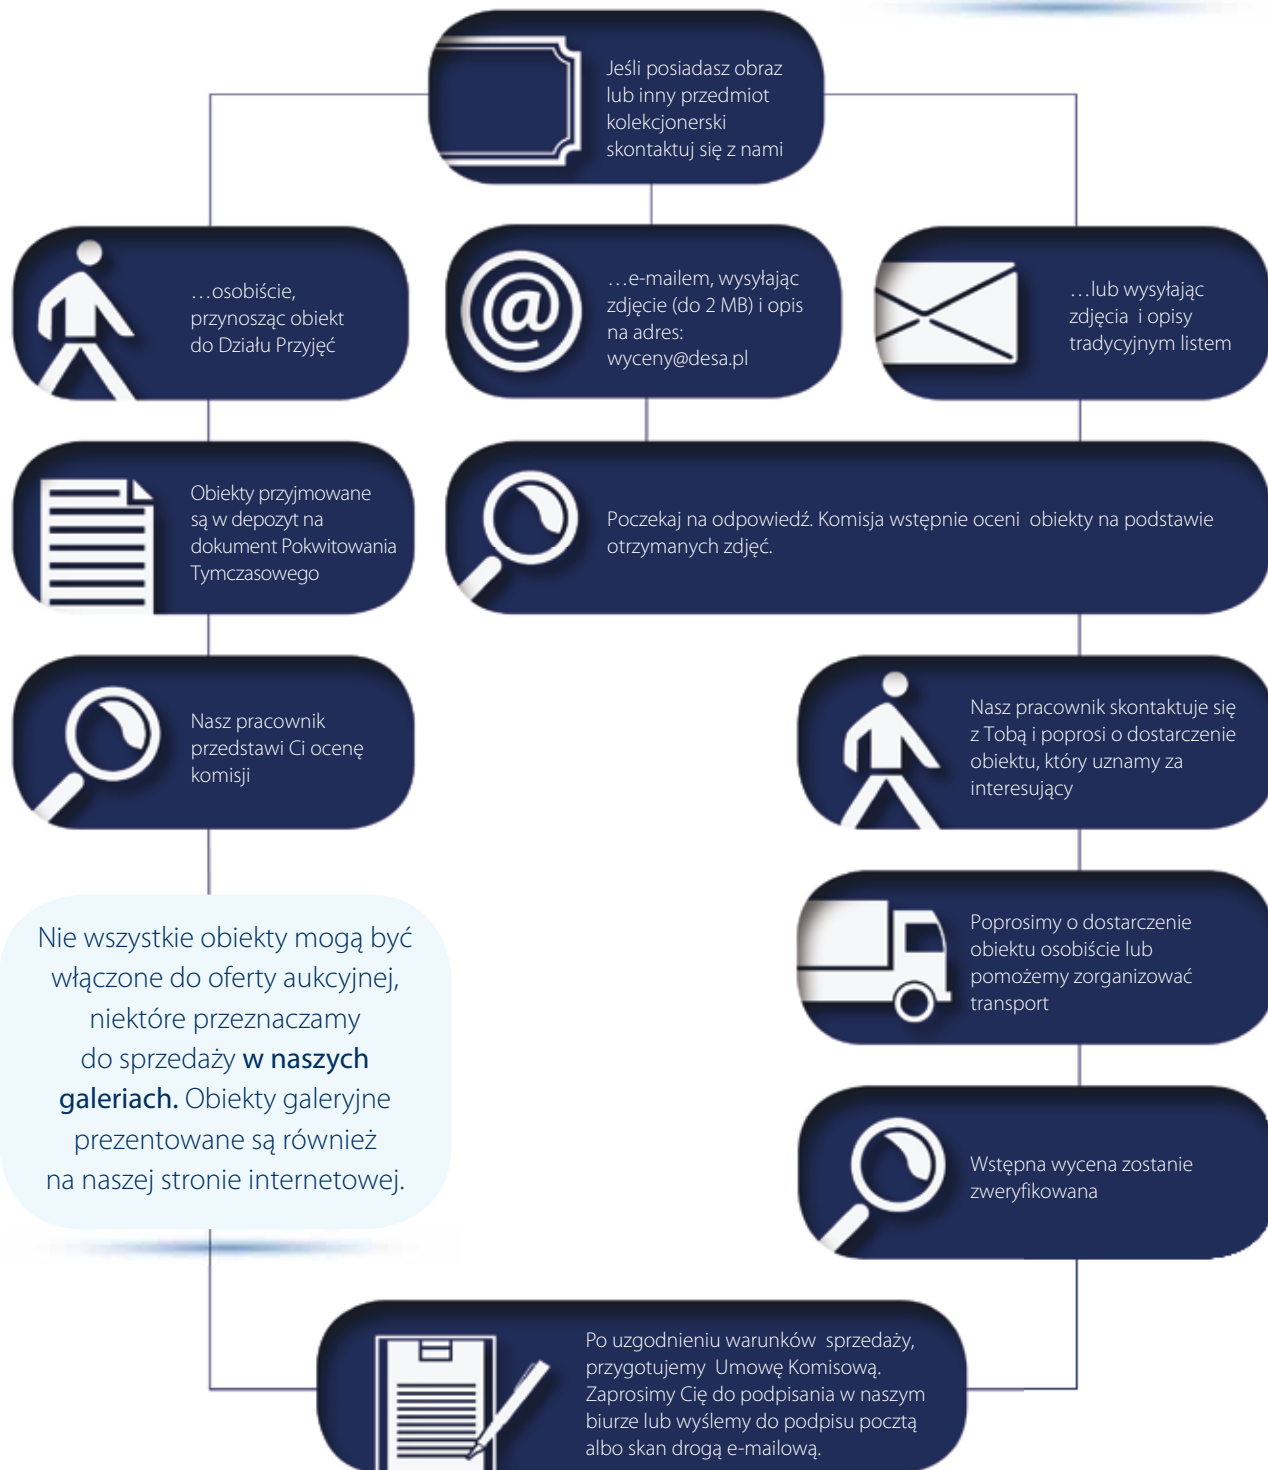 Jeśli posiadasz obraz
lub inny przedmiot
kolekcjonerski
skontaktuj się z nami
…osobiście,
przynosząc obiekt
do Działu Przyjęć
…e-mailem, wysyłając
zdjęcie (do 2 MB) i opis
na adres:
wyceny@desa.pl
…lub wysyłając
zdjęcia i opisy
tradycyjnym listem
Obiekty przyjmowane
są w depozyt na
dokument Pokwitowania
Tymczasowego
Poczekaj na odpowiedź. Komisja wstępnie oceni obiekty na podstawie
otrzymanych zdjęć.
Nasz pracownik
przedstawi Ci ocenę
komisji
Nasz pracownik skontaktuje się
z Tobą i poprosi o dostarczenie
obiektu, który uznamy za
interesujący
Nie wszystkie obiekty mogą być
włączone do oferty aukcyjnej,
niektóre przeznaczamy
do sprzedaży w naszych
galeriach. Obiekty galeryjne
prezentowane są również
na naszej stronie internetowej.
Poprosimy o dostarczenie
obiektu osobiście lub
pomożemy zorganizować
transport
Wstępna wycena zostanie
zweryfikowana
Po uzgodnieniu warunków sprzedaży,
przygotujemy Umowę Komisową.
Zaprosimy Cię do podpisania w naszym
biurze lub wyślemy do podpisu pocztą
albo skan drogą e-mailową.